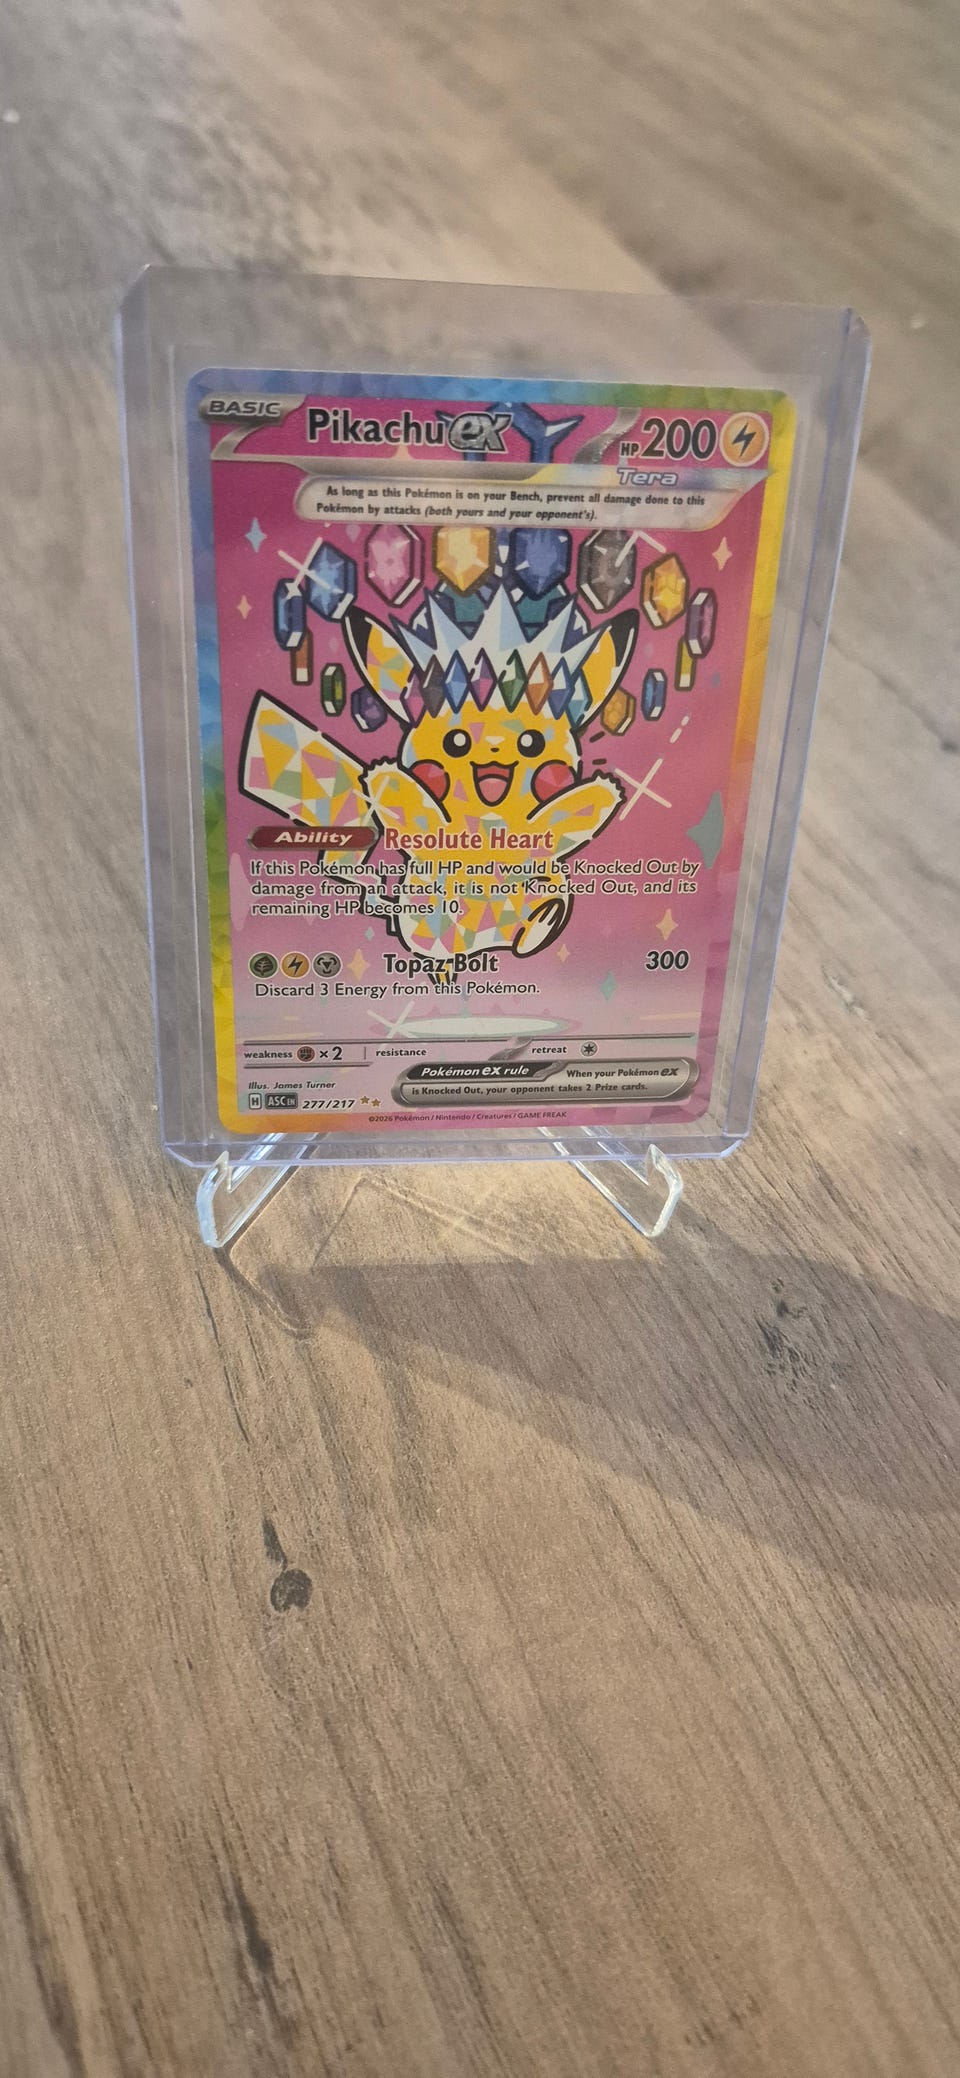 BASIC
Pikachu ex
HP 200
Tera
As long as this Pokémon is on your Bench, prevent all damage done to this
Pokémon by attacks (both yours and your opponent's).
Ability Resolute Heart
If this Pokémon has full HP and would be Knocked Out by
damage from an attack, it is not Knocked Out, and its
remaining HP becomes 10.
Topaz Bolt 300
Discard 3 Energy from this Pokémon.
weakness ×2 resistance retreat
Pokémon ex rule When your Pokémon ex
is Knocked Out, your opponent takes 2 Prize cards.
Illus. James Turner
H ASC EN 277/217
©2026 Pokémon / Nintendo / Creatures / GAME FREAK